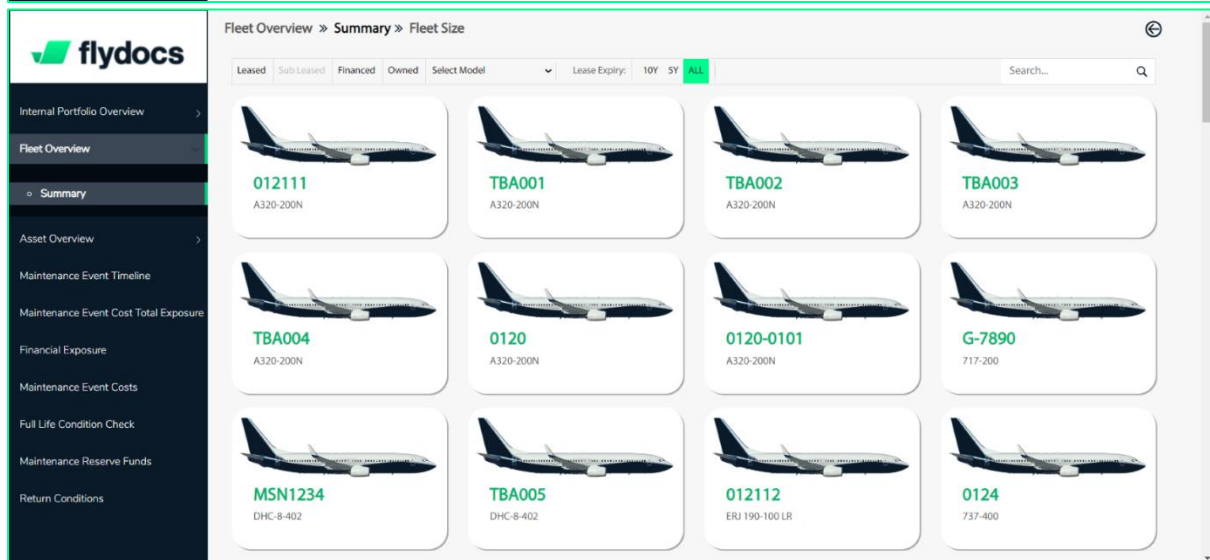 flydocs
Internal Portfolio Overview
Fleet Overview
Summary
Asset Overview
Maintenance Event Timeline
Maintenance Event Cost Total Exposure
Financial Exposure
Maintenance Event Costs
Full Life Condition Check
Maintenance Reserve Funds
Return Conditions
Fleet Overview » Summary » Fleet Size
Leased Sub Leased Financed Owned Select Model Lease Expiry: 10Y 5Y ALL Search...
012111 TBA001 TBA002 TBA003
A320-200N A320-200N A320-200N A320-200N
TBA004 0120 0120-0101 G-7890
A320-200N A320-200N A320-200N 717-200
MSN1234 TBA005 012112 0124
DHC-8-402 DHC-8-402 ERJ 190-100 LR 737-400